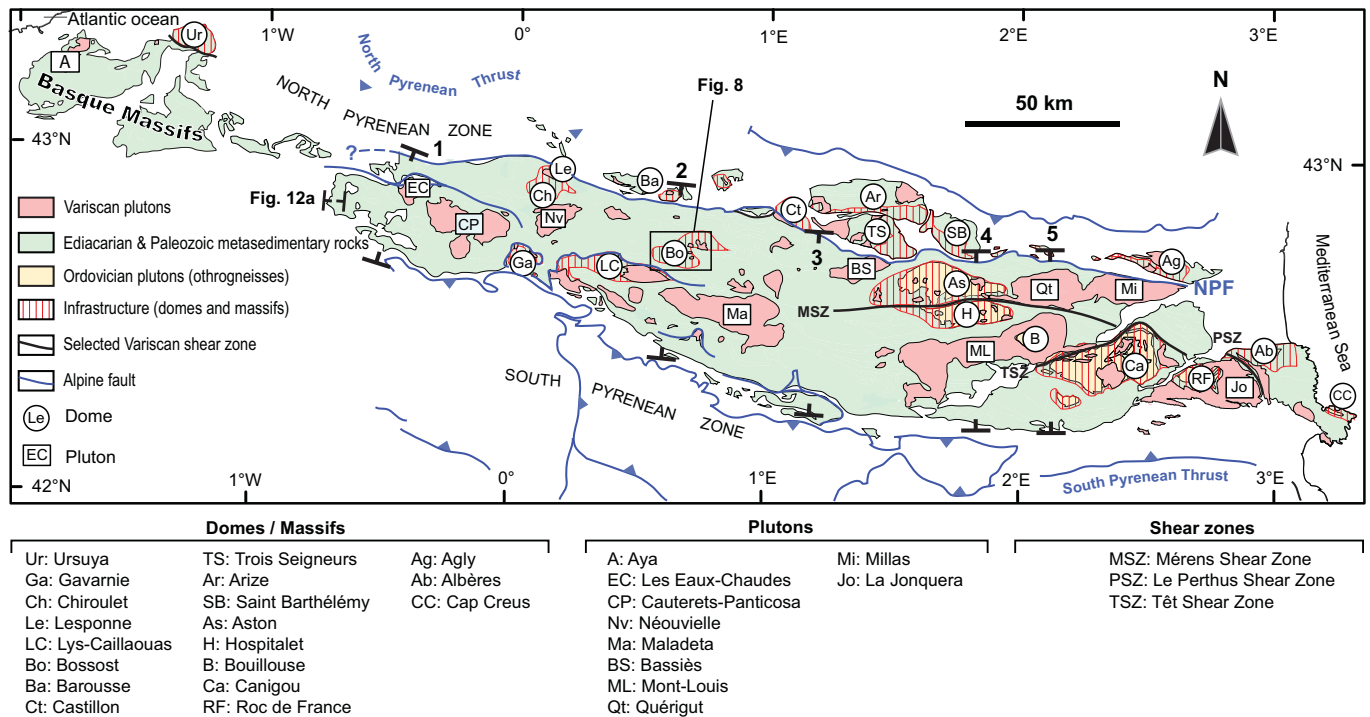 Atlantic ocean
1°W
0°
1°E
2°E
3°E
Ur
A
Basque Massifs
North Pyrenean Thrust
NORTH PYRENEAN ZONE
Fig. 8
50 km
N
43°N
43°N
?
1
2
3
4
5
Le
Ba
EC
Ch
Nv
CP
Fig. 12a
Ga
LC
Bo
Ct
Ar
TS
SB
BS
As
Ag
Qt
Mi
NPF
MSZ
H
Ma
ML
B
TSZ
Ca
PSZ
Ab
RF
Jo
CC
Mediterranean Sea
SOUTH PYRENEAN ZONE
South Pyrenean Thrust
Variscan plutons
Ediacarian & Paleozoic metasedimentary rocks
Ordovician plutons (othrogneisses)
Infrastructure (domes and massifs)
Selected Variscan shear zone
Alpine fault
Le Dome
EC Pluton
42°N
42°N
1°W
0°
1°E
2°E
3°E
Domes / Massifs
Ur: Ursuya
Ga: Gavarnie
Ch: Chiroulet
Le: Lesponne
LC: Lys-Caillaouas
Bo: Bossost
Ba: Barousse
Ct: Castillon
TS: Trois Seigneurs
Ar: Arize
SB: Saint Barthélémy
As: Aston
H: Hospitalet
B: Bouillouse
Ca: Canigou
RF: Roc de France
Ag: Agly
Ab: Albères
CC: Cap Creus
Plutons
A: Aya
EC: Les Eaux-Chaudes
CP: Cauterets-Panticosa
Nv: Néouvielle
Ma: Maladeta
BS: Bassiès
ML: Mont-Louis
Qt: Quérigut
Mi: Millas
Jo: La Jonquera
Shear zones
MSZ: Mérens Shear Zone
PSZ: Le Perthus Shear Zone
TSZ: Têt Shear Zone